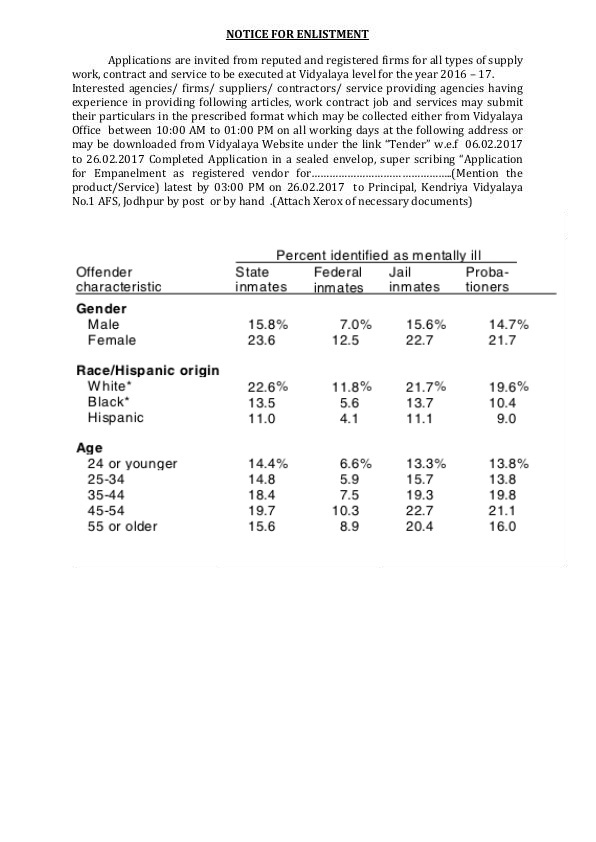 NOTICE FOR ENLISTMENT
Applications are invited from reputed and registered firms for all types of supply
work, contract and service to be executed at Vidyalaya level for the year 2016 – 17.
Interested agencies/ firms/ suppliers/ contractors/ service providing agencies having
experience in providing following articles, work contract job and services may submit
their particulars in the prescribed format which may be collected either from Vidyalaya
Office between 10:00 AM to 01:00 PM on all working days at the following address or
may be downloaded from Vidyalaya Website under the link "Tender" w.e.f 06.02.2017
to 26.02.2017 Completed Application in a sealed envelop, super scribing "Application
for Empanelment as registered vendor for…………………………………………(Mention the
product/Service) latest by 03:00 PM on 26.02.2017 to Principal, Kendriya Vidyalaya
No.1 AFS, Jodhpur by post or by hand .(Attach Xerox of necessary documents)
Percent identified as mentally ill
Offender State Federal Jail Proba-
characteristic inmates inmates inmates tioners
Gender
Male 15.8% 7.0% 15.6% 14.7%
Female 23.6 12.5 22.7 21.7
Race/Hispanic origin
White* 22.6% 11.8% 21.7% 19.6%
Black* 13.5 5.6 13.7 10.4
Hispanic 11.0 4.1 11.1 9.0
Age
24 or younger 14.4% 6.6% 13.3% 13.8%
25-34 14.8 5.9 15.7 13.8
35-44 18.4 7.5 19.3 19.8
45-54 19.7 10.3 22.7 21.1
55 or older 15.6 8.9 20.4 16.0